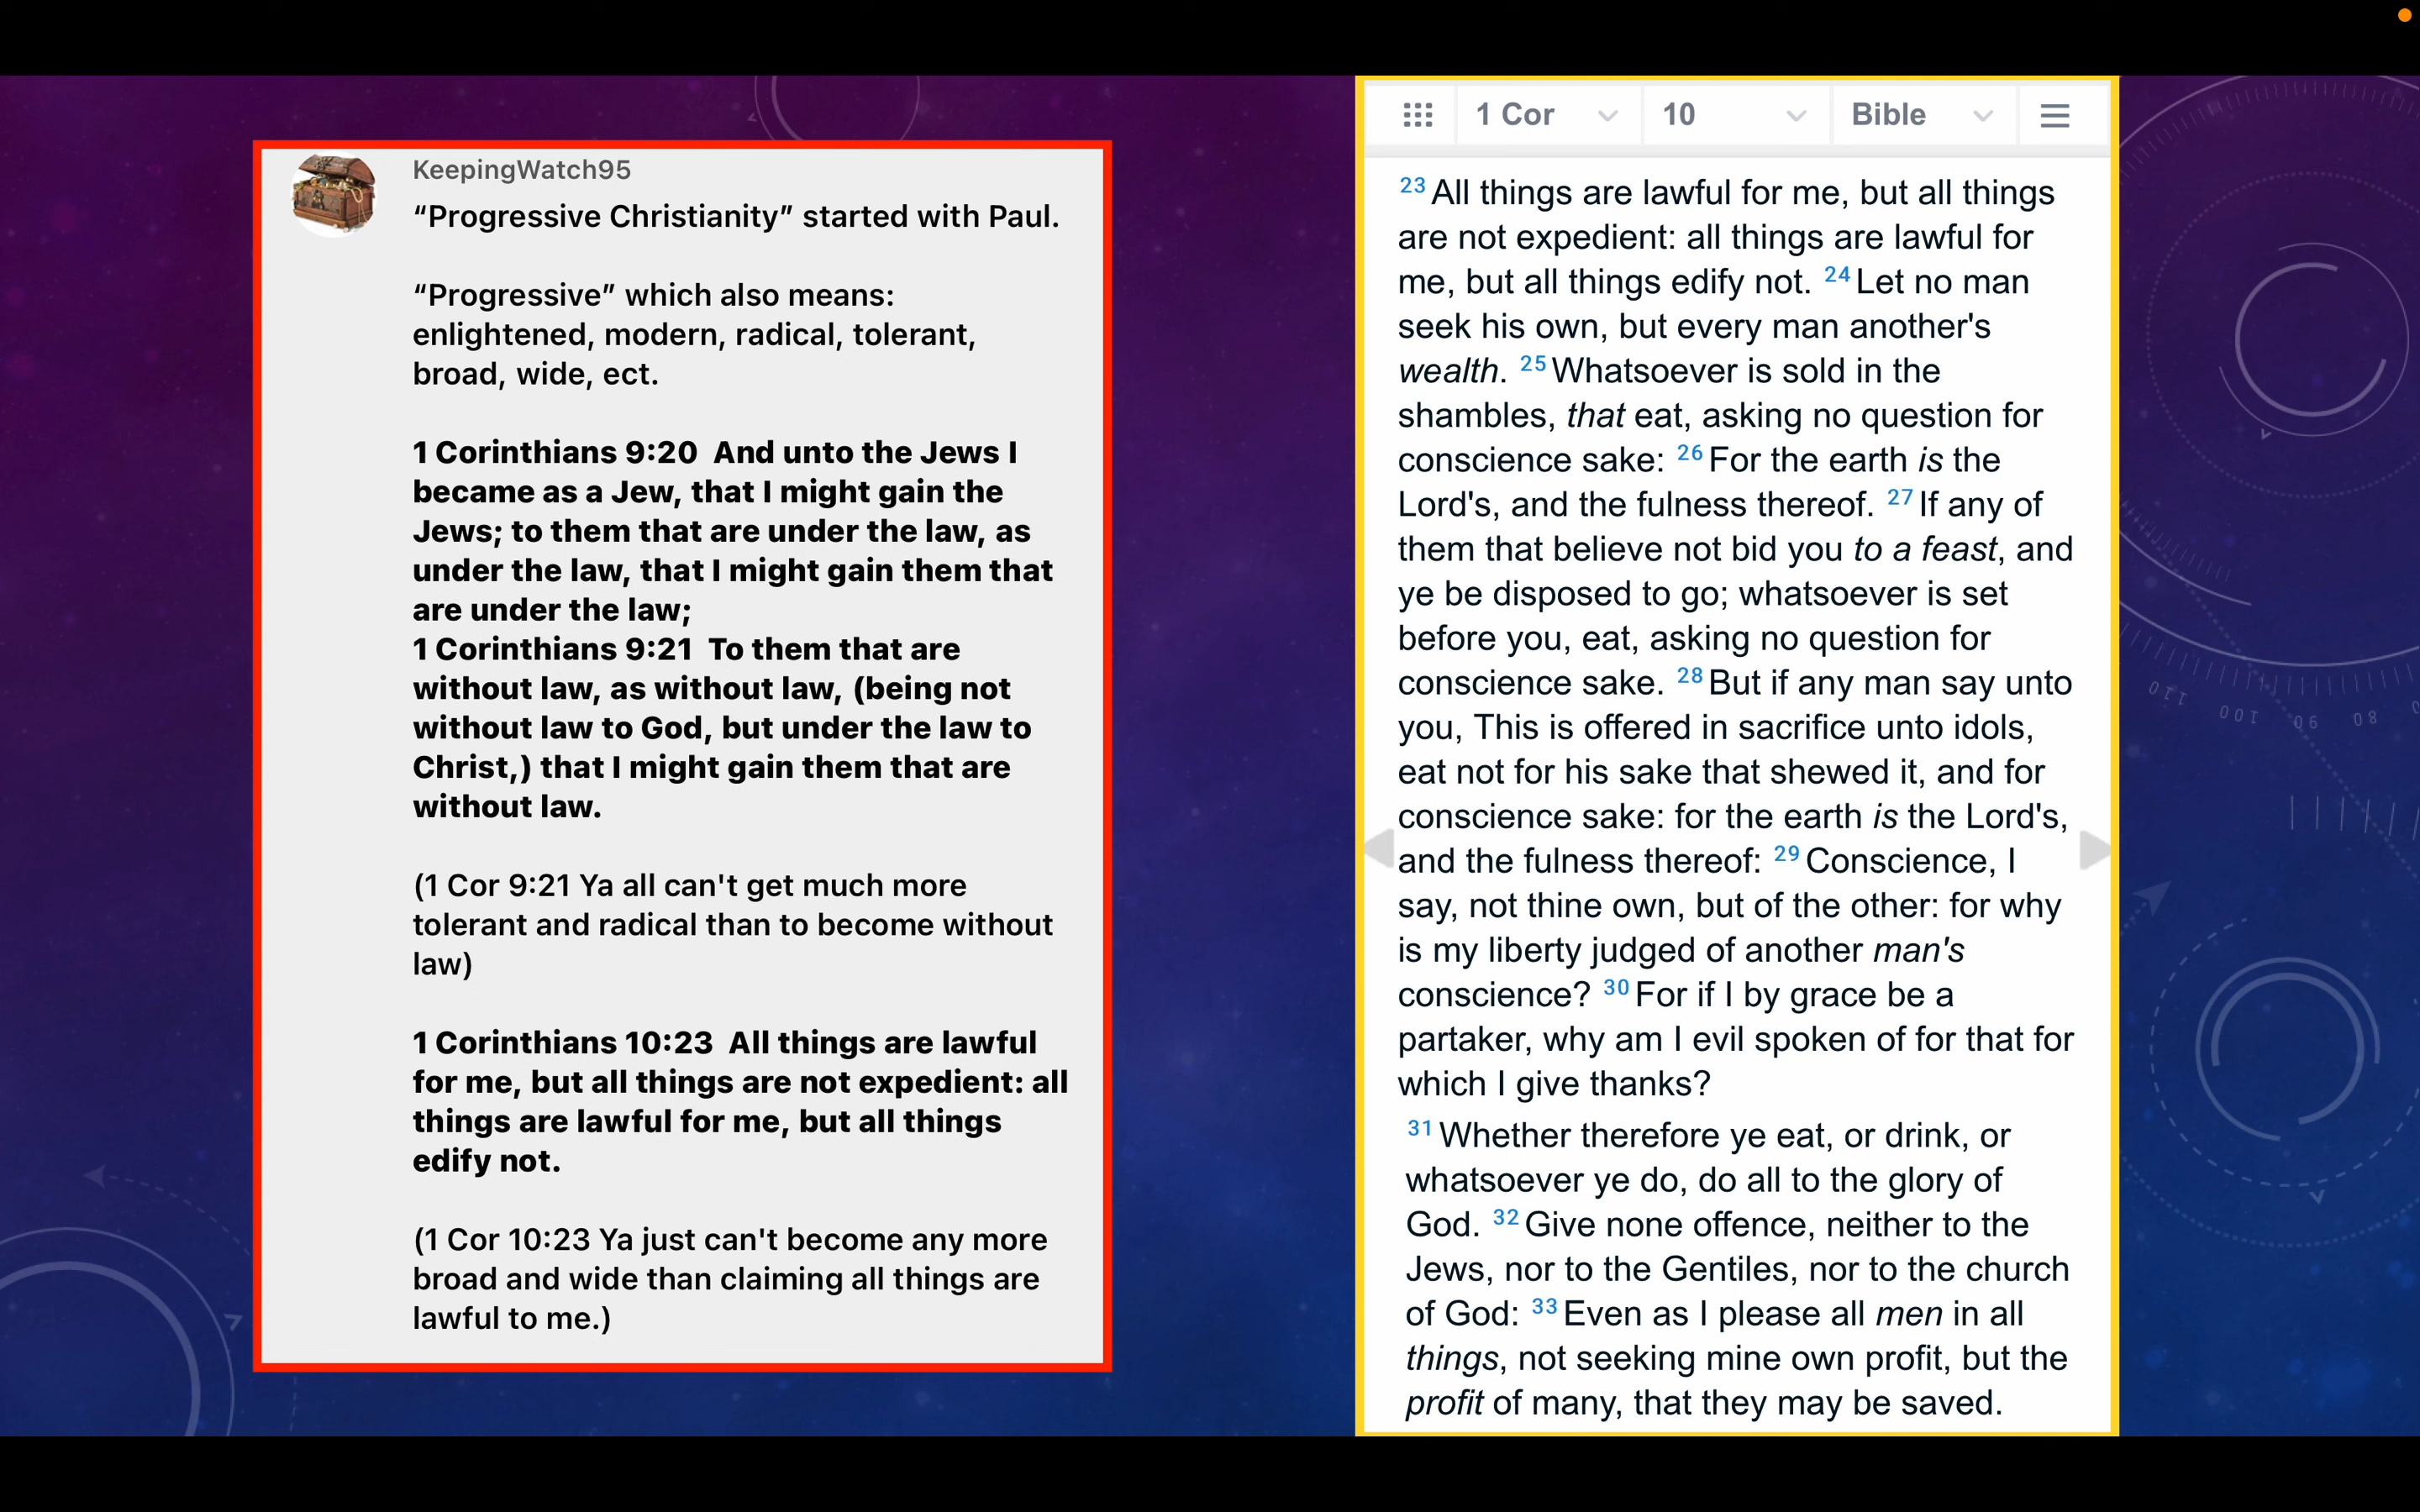 KeepingWatch95
“Progressive Christianity” started with Paul.
“Progressive” which also means:
enlightened, modern, radical, tolerant,
broad, wide, ect.
1 Corinthians 9:20 And unto the Jews I
became as a Jew, that I might gain the
Jews; to them that are under the law, as
under the law, that I might gain them that
are under the law;
1 Corinthians 9:21 To them that are
without law, as without law, (being not
without law to God, but under the law to
Christ,) that I might gain them that are
without law.
(1 Cor 9:21 Ya all can't get much more
tolerant and radical than to become without
law)
1 Corinthians 10:23 All things are lawful
for me, but all things are not expedient: all
things are lawful for me, but all things
edify not.
(1 Cor 10:23 Ya just can't become any more
broad and wide than claiming all things are
lawful to me.)
1 Cor 10 Bible
23 All things are lawful for me, but all things
are not expedient: all things are lawful for
me, but all things edify not. 24 Let no man
seek his own, but every man another's
wealth. 25 Whatsoever is sold in the
shambles, that eat, asking no question for
conscience sake: 26 For the earth is the
Lord's, and the fulness thereof. 27 If any of
them that believe not bid you to a feast, and
ye be disposed to go; whatsoever is set
before you, eat, asking no question for
conscience sake. 28 But if any man say unto
you, This is offered in sacrifice unto idols,
eat not for his sake that shewed it, and for
conscience sake: for the earth is the Lord's,
and the fulness thereof: 29 Conscience, I
say, not thine own, but of the other: for why
is my liberty judged of another man's
conscience? 30 For if I by grace be a
partaker, why am I evil spoken of for that for
which I give thanks?
31 Whether therefore ye eat, or drink, or
whatsoever ye do, do all to the glory of
God. 32 Give none offence, neither to the
Jews, nor to the Gentiles, nor to the church
of God: 33 Even as I please all men in all
things, not seeking mine own profit, but the
profit of many, that they may be saved.
110 100 90 80